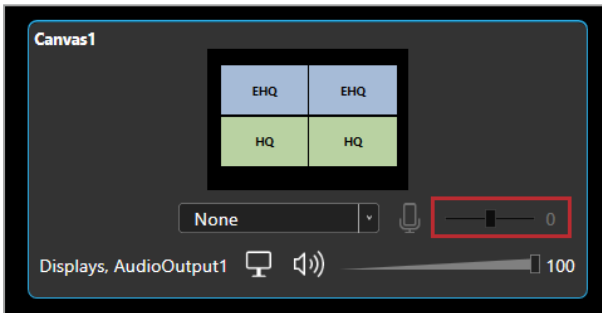 Canvas1
EHQ EHQ
HQ HQ
None 0
Displays, AudioOutput1 100